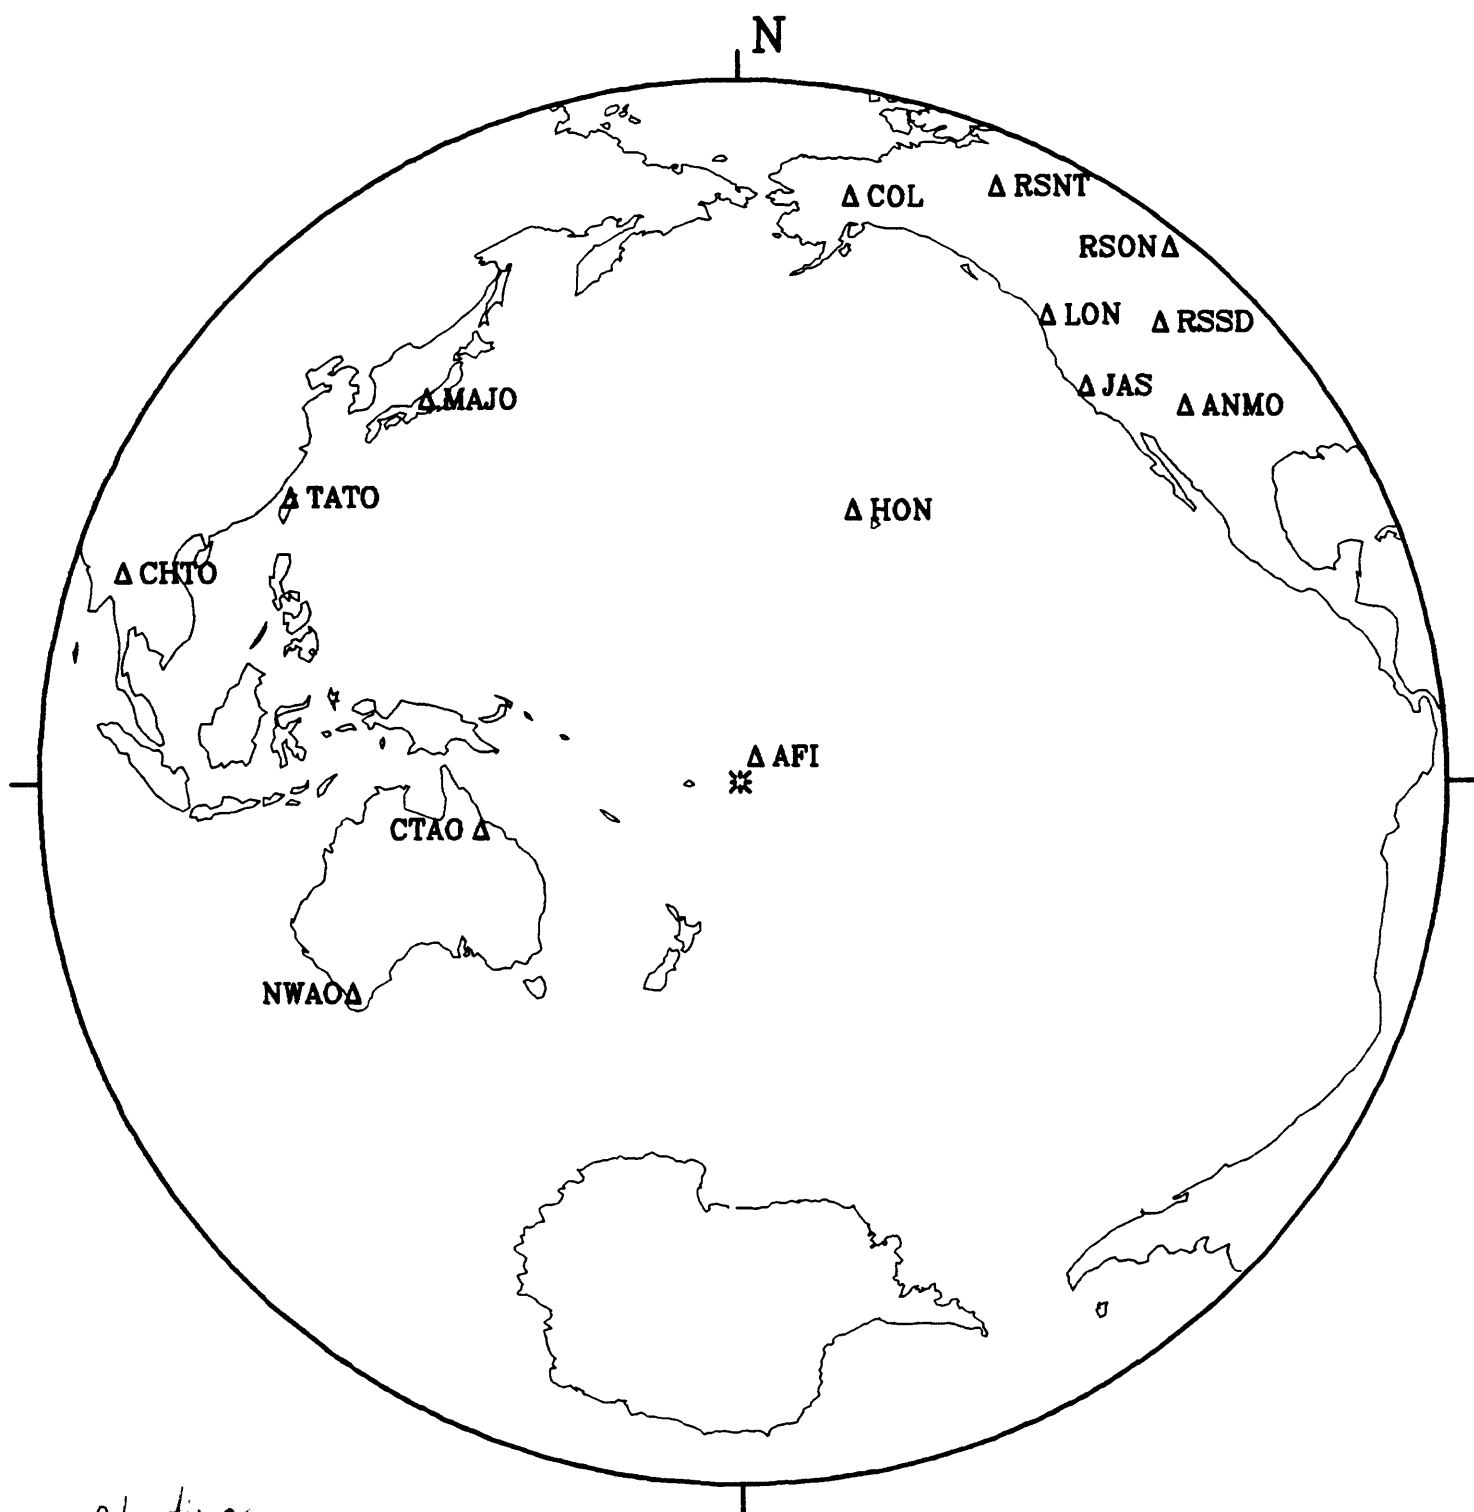 N
COL
RSNT
RSON
LON
RSSD
JAS
ANMO
MAJO
TATO
HON
CHTO
AFI
CTAO
NWAO